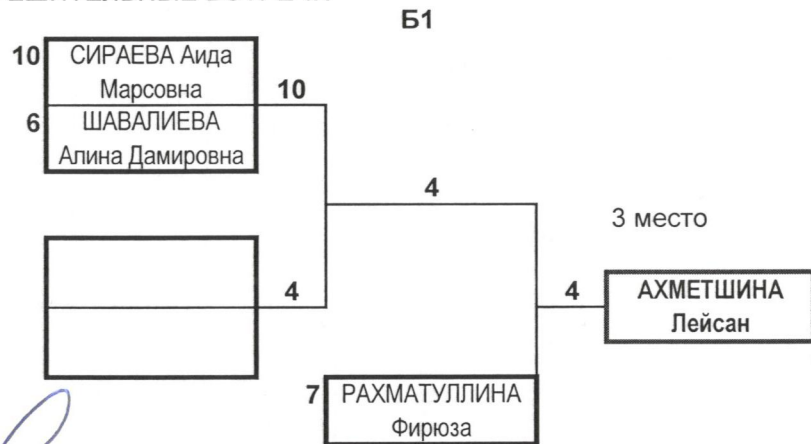 Б1
10 СИРАЕВА Аида
Марсовна
10
6 ШАВАЛИЕВА
Алина Дамировна
4
3 место
4
4
АХМЕТШИНА
Лейсан
7 РАХМАТУЛЛИНА
Фирюза